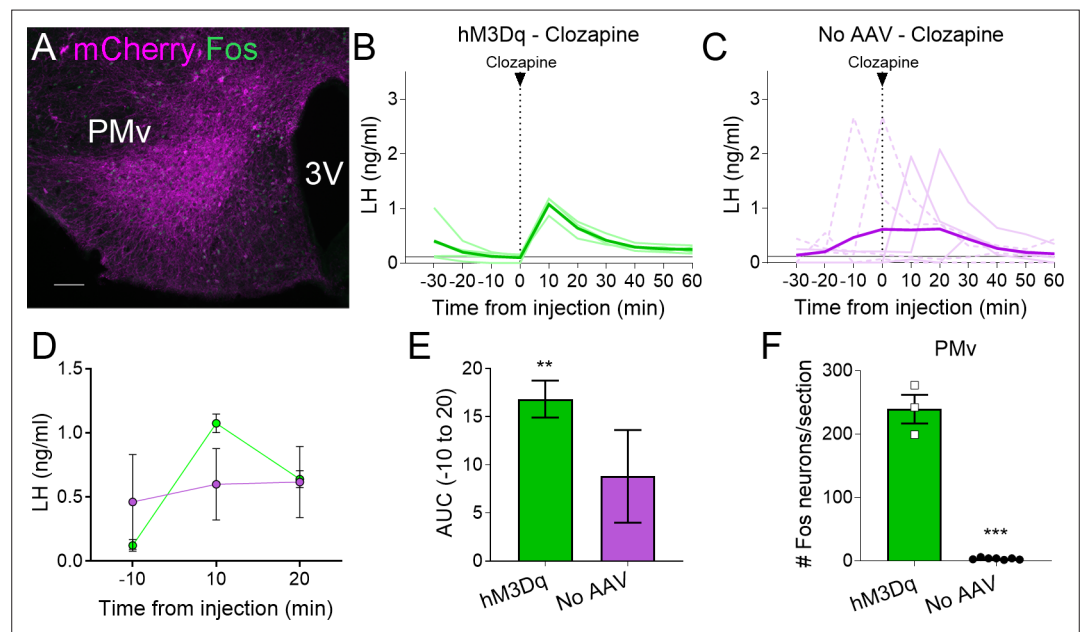 A mCherry Fos
PMv
3V
B hM3Dq - Clozapine
Clozapine
LH (ng/ml)
3
2
1
0
-30 -20 -10 0 10 20 30 40 50 60
Time from injection (min)
C No AAV - Clozapine
Clozapine
LH (ng/ml)
3
2
1
0
-30 -20 -10 0 10 20 30 40 50 60
Time from injection (min)
D
LH (ng/ml)
1.5
1.0
0.5
0.0
-10 10 20
Time from injection (min)
E
AUC (-10 to 20)
20
15
10
5
0
**
hM3Dq No AAV
F PMv
# Fos neurons/section
300
200
100
0
***
hM3Dq No AAV